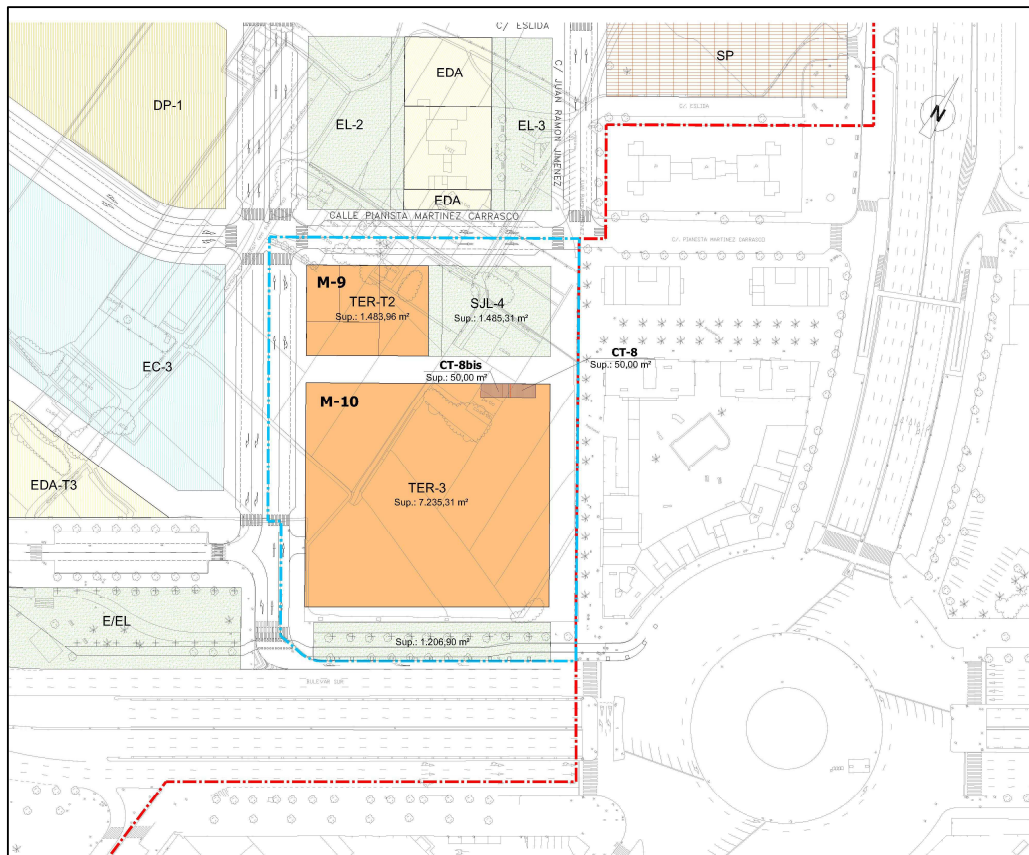 C/ ESLIDA
SP
EDA
DP-1
C/ JUAN RAMON JIMENEZ
EL-2
EL-3
C/ ESLIDA
N
EDA
CALLE PIANISTA MARTINEZ CARRASCO
C/ PIANISTA MARTINEZ CARRASCO
M-9
TER-T2
Sup.: 1.483,96 m²
SJL-4
Sup.: 1.485,31 m²
EC-3
CT-8bis
Sup.: 50,00 m²
CT-8
Sup.: 50,00 m²
M-10
EDA-T3
TER-3
Sup.: 7.235,31 m²
E/EL
Sup.: 1.206,90 m²
BULEVAR SUR